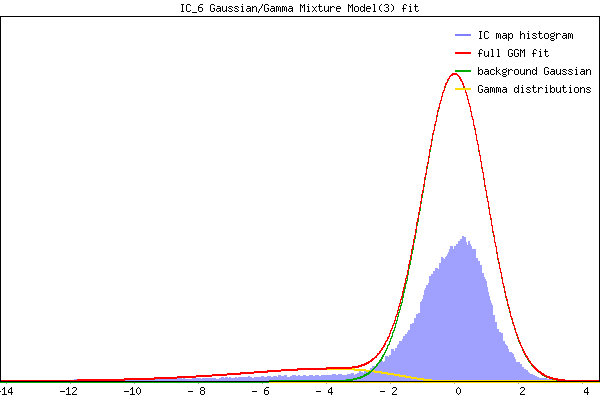 IC_6 Gaussian/Gamma Mixture Model(3) fit
IC map histogram
full GGM fit
background Gaussian
Gamma distributions
-14 -12 -10 -8 -6 -4 -2 0 2 4